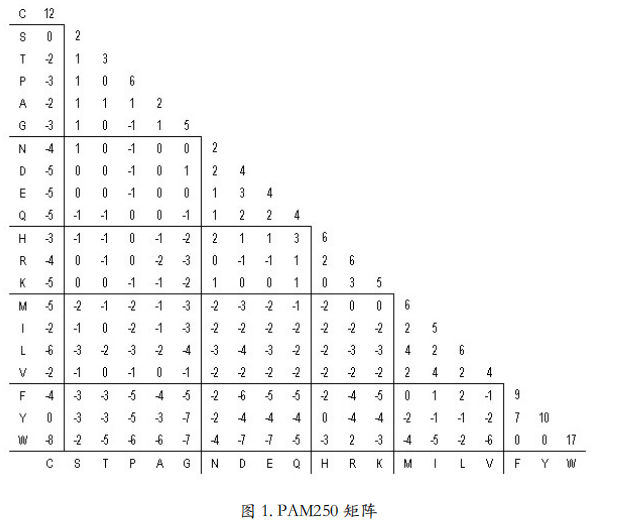 C 12
S 0 2
T -2 1 3
P -3 1 0 6
A -2 1 1 1 2
G -3 1 0 -1 1 5
N -4 1 0 -1 0 0 2
D -5 0 0 -1 0 1 2 4
E -5 0 0 -1 0 0 1 3 4
Q -5 -1 -1 0 0 -1 1 2 2 4
H -3 -1 -1 0 -1 -2 2 1 1 3 6
R -4 0 -1 0 -2 -3 0 -1 -1 1 2 6
K -5 0 0 -1 -1 -2 1 0 0 1 0 3 5
M -5 -2 -1 -2 -1 -3 -2 -3 -2 -1 -2 0 0 6
I -2 -1 0 -2 -1 -3 -2 -2 -2 -2 -2 -2 -2 2 5
L -6 -3 -2 -3 -2 -4 -3 -4 -3 -2 -2 -3 -3 4 2 6
V -2 -1 0 -1 0 -1 -2 -2 -2 -2 -2 -2 -2 2 4 2 4
F -4 -3 -3 -5 -4 -5 -2 -6 -5 -5 -2 -4 -5 0 1 2 -1 9
Y 0 -3 -3 -5 -3 -7 -2 -4 -4 -4 0 -4 -4 -2 -1 -1 -2 7 10
W -8 -2 -5 -6 -6 -7 -4 -7 -7 -5 -3 2 -3 -4 -5 -2 -6 0 0 17
C S T P A G N D E Q H R K M I L V F Y W
图 1. PAM250 矩阵